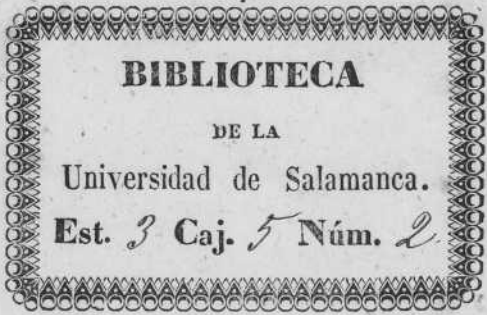 BIBLIOTECA
DE LA
Universidad de Salamanca.
Est. 3 Caj. 5 Núm. 2